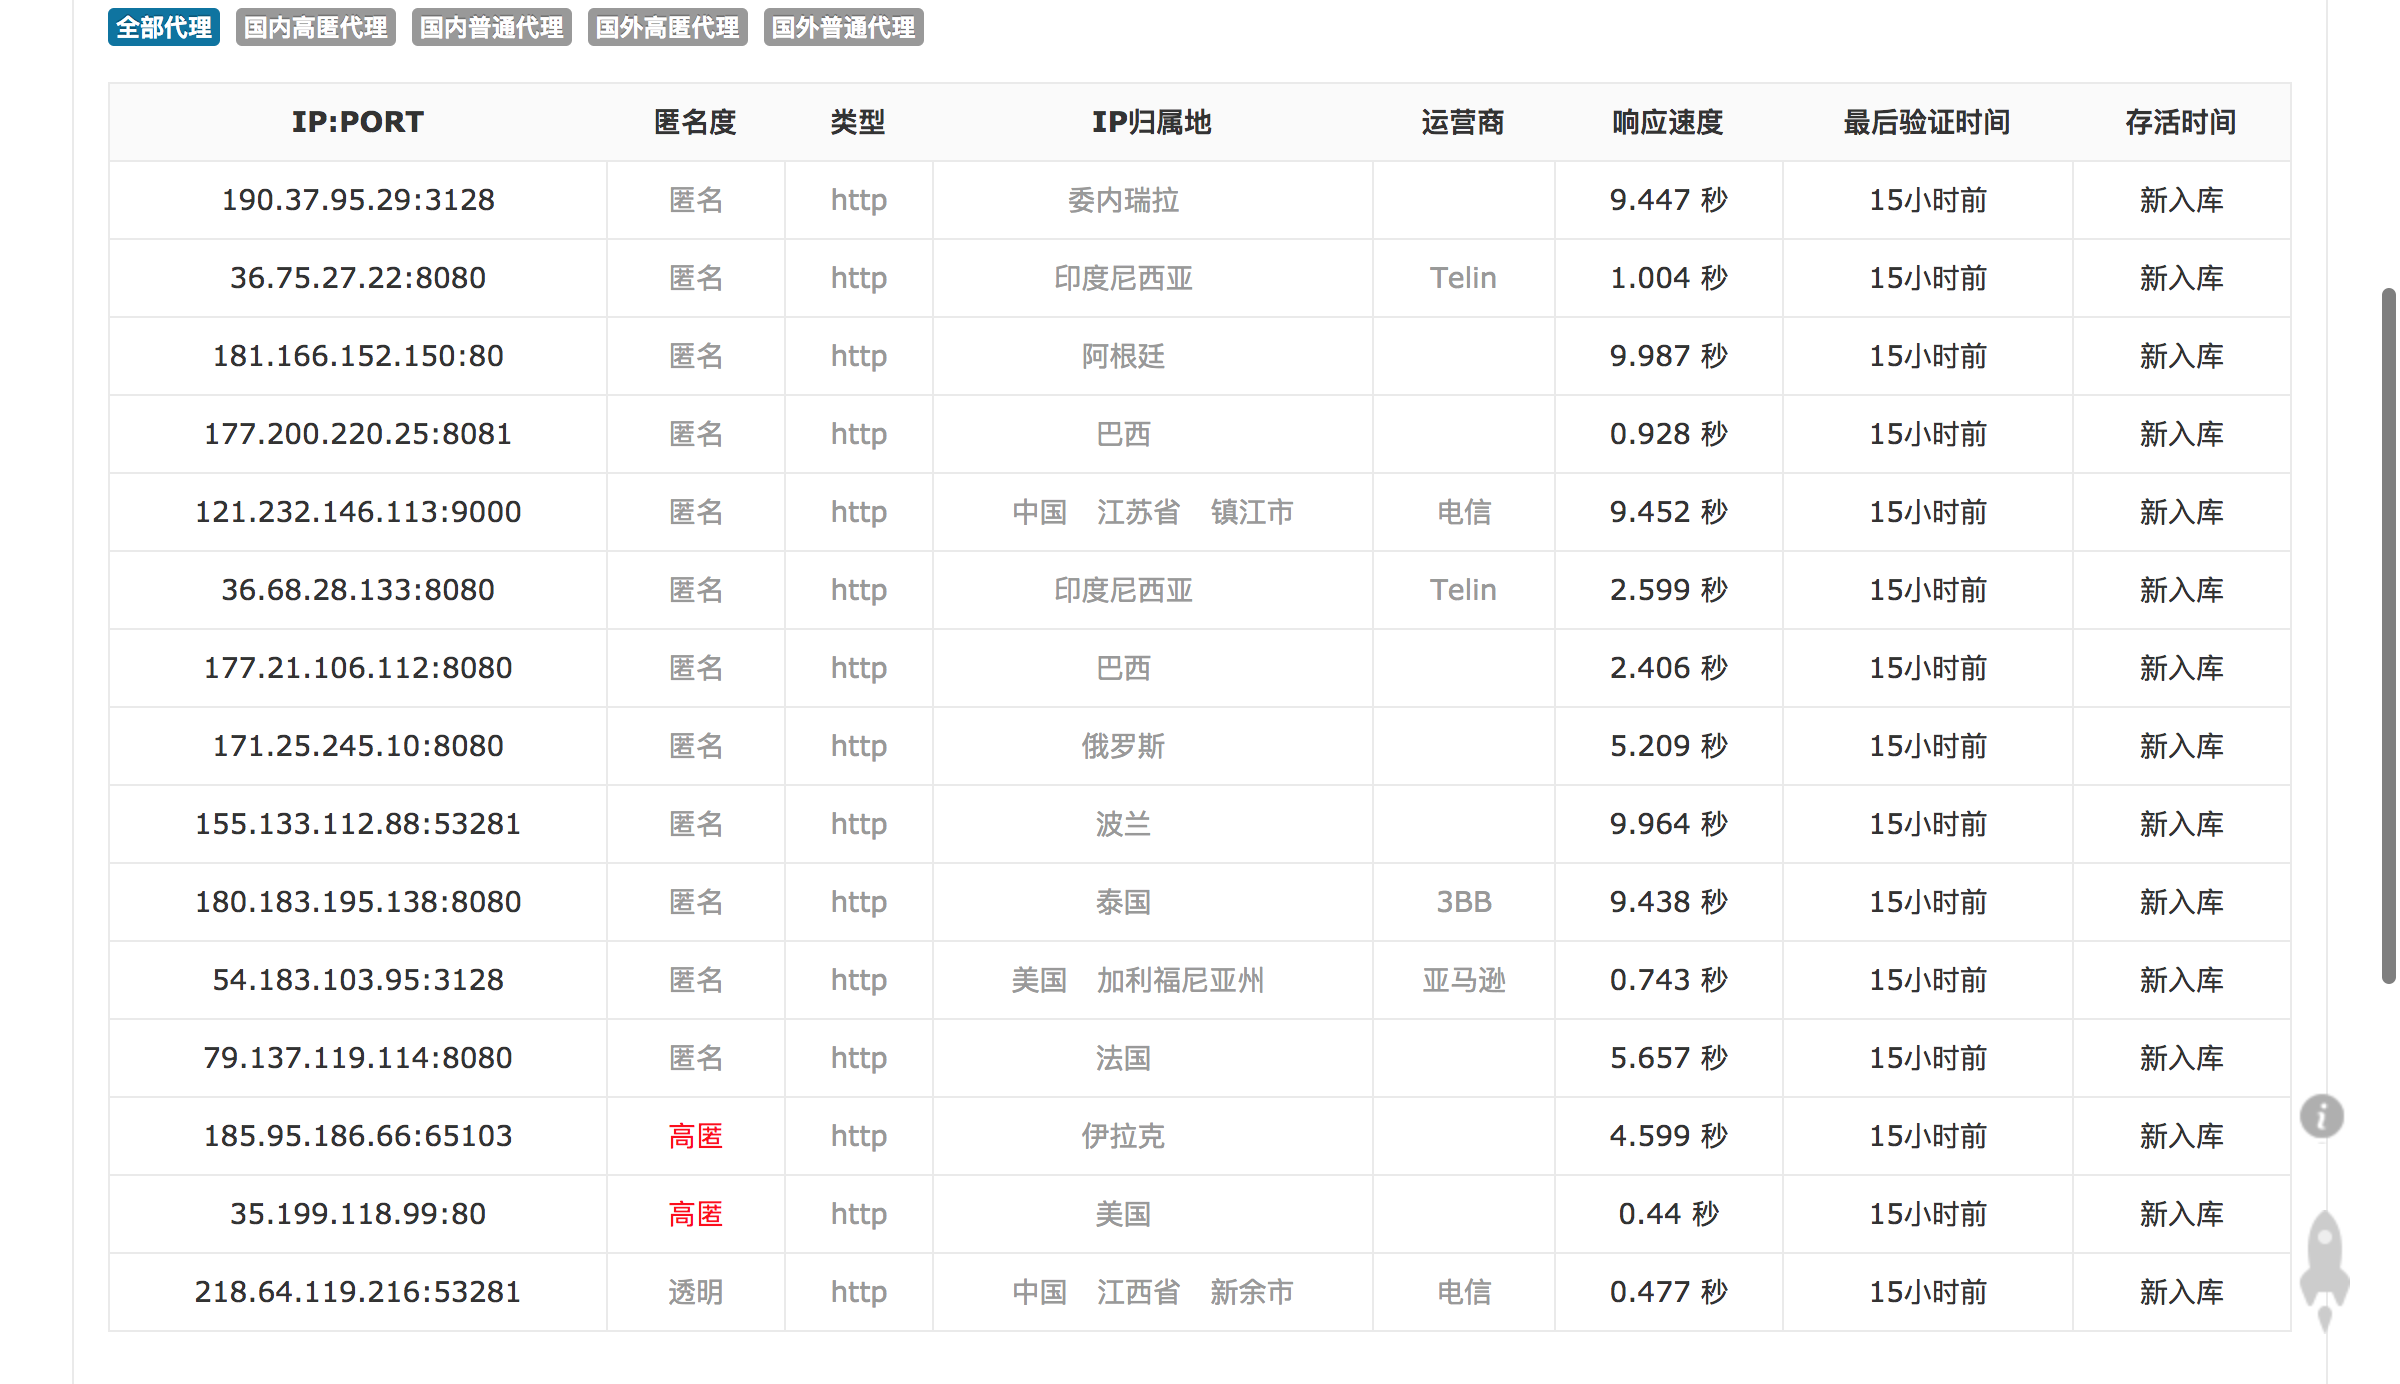 全部代理 国内高匿代理 国内普通代理 国外高匿代理 国外普通代理
IP:PORT 匿名度 类型 IP归属地 运营商 响应速度 最后验证时间 存活时间
190.37.95.29:3128 匿名 http 委内瑞拉 9.447 秒 15小时前 新入库
36.75.27.22:8080 匿名 http 印度尼西亚 Telin 1.004 秒 15小时前 新入库
181.166.152.150:80 匿名 http 阿根廷 9.987 秒 15小时前 新入库
177.200.220.25:8081 匿名 http 巴西 0.928 秒 15小时前 新入库
121.232.146.113:9000 匿名 http 中国 江苏省 镇江市 电信 9.452 秒 15小时前 新入库
36.68.28.133:8080 匿名 http 印度尼西亚 Telin 2.599 秒 15小时前 新入库
177.21.106.112:8080 匿名 http 巴西 2.406 秒 15小时前 新入库
171.25.245.10:8080 匿名 http 俄罗斯 5.209 秒 15小时前 新入库
155.133.112.88:53281 匿名 http 波兰 9.964 秒 15小时前 新入库
180.183.195.138:8080 匿名 http 泰国 3BB 9.438 秒 15小时前 新入库
54.183.103.95:3128 匿名 http 美国 加利福尼亚州 亚马逊 0.743 秒 15小时前 新入库
79.137.119.114:8080 匿名 http 法国 5.657 秒 15小时前 新入库
185.95.186.66:65103 高匿 http 伊拉克 4.599 秒 15小时前 新入库
35.199.118.99:80 高匿 http 美国 0.44 秒 15小时前 新入库
218.64.119.216:53281 透明 http 中国 江西省 新余市 电信 0.477 秒 15小时前 新入库